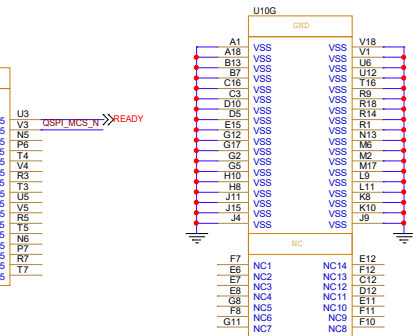 U10G
GND
A1 VSS VSS V18
A18 VSS VSS V1
B13 VSS VSS U6
B7 VSS VSS U12
C16 VSS VSS T16
C3 VSS VSS R9
D10 VSS VSS R18
D5 VSS VSS R14
E15 VSS VSS R1
G12 VSS VSS N13
G17 VSS VSS M6
G2 VSS VSS M2
G5 VSS VSS M17
H10 VSS VSS L9
H8 VSS VSS L11
J11 VSS VSS K8
J15 VSS VSS K10
J4 VSS VSS J9
NC
F7 NC1 NC14 E12
E6 NC2 NC13 F12
E7 NC3 NC12 C12
E8 NC4 NC11 D12
G8 NC5 NC10 E11
F8 NC6 NC9 F11
G11 NC7 NC8 F10
U3 READY
V3 QSPI_MCS_N
N5
P6
T4
V4
R3
T3
U5
V5
R5
T5
N6
P7
R7
T7